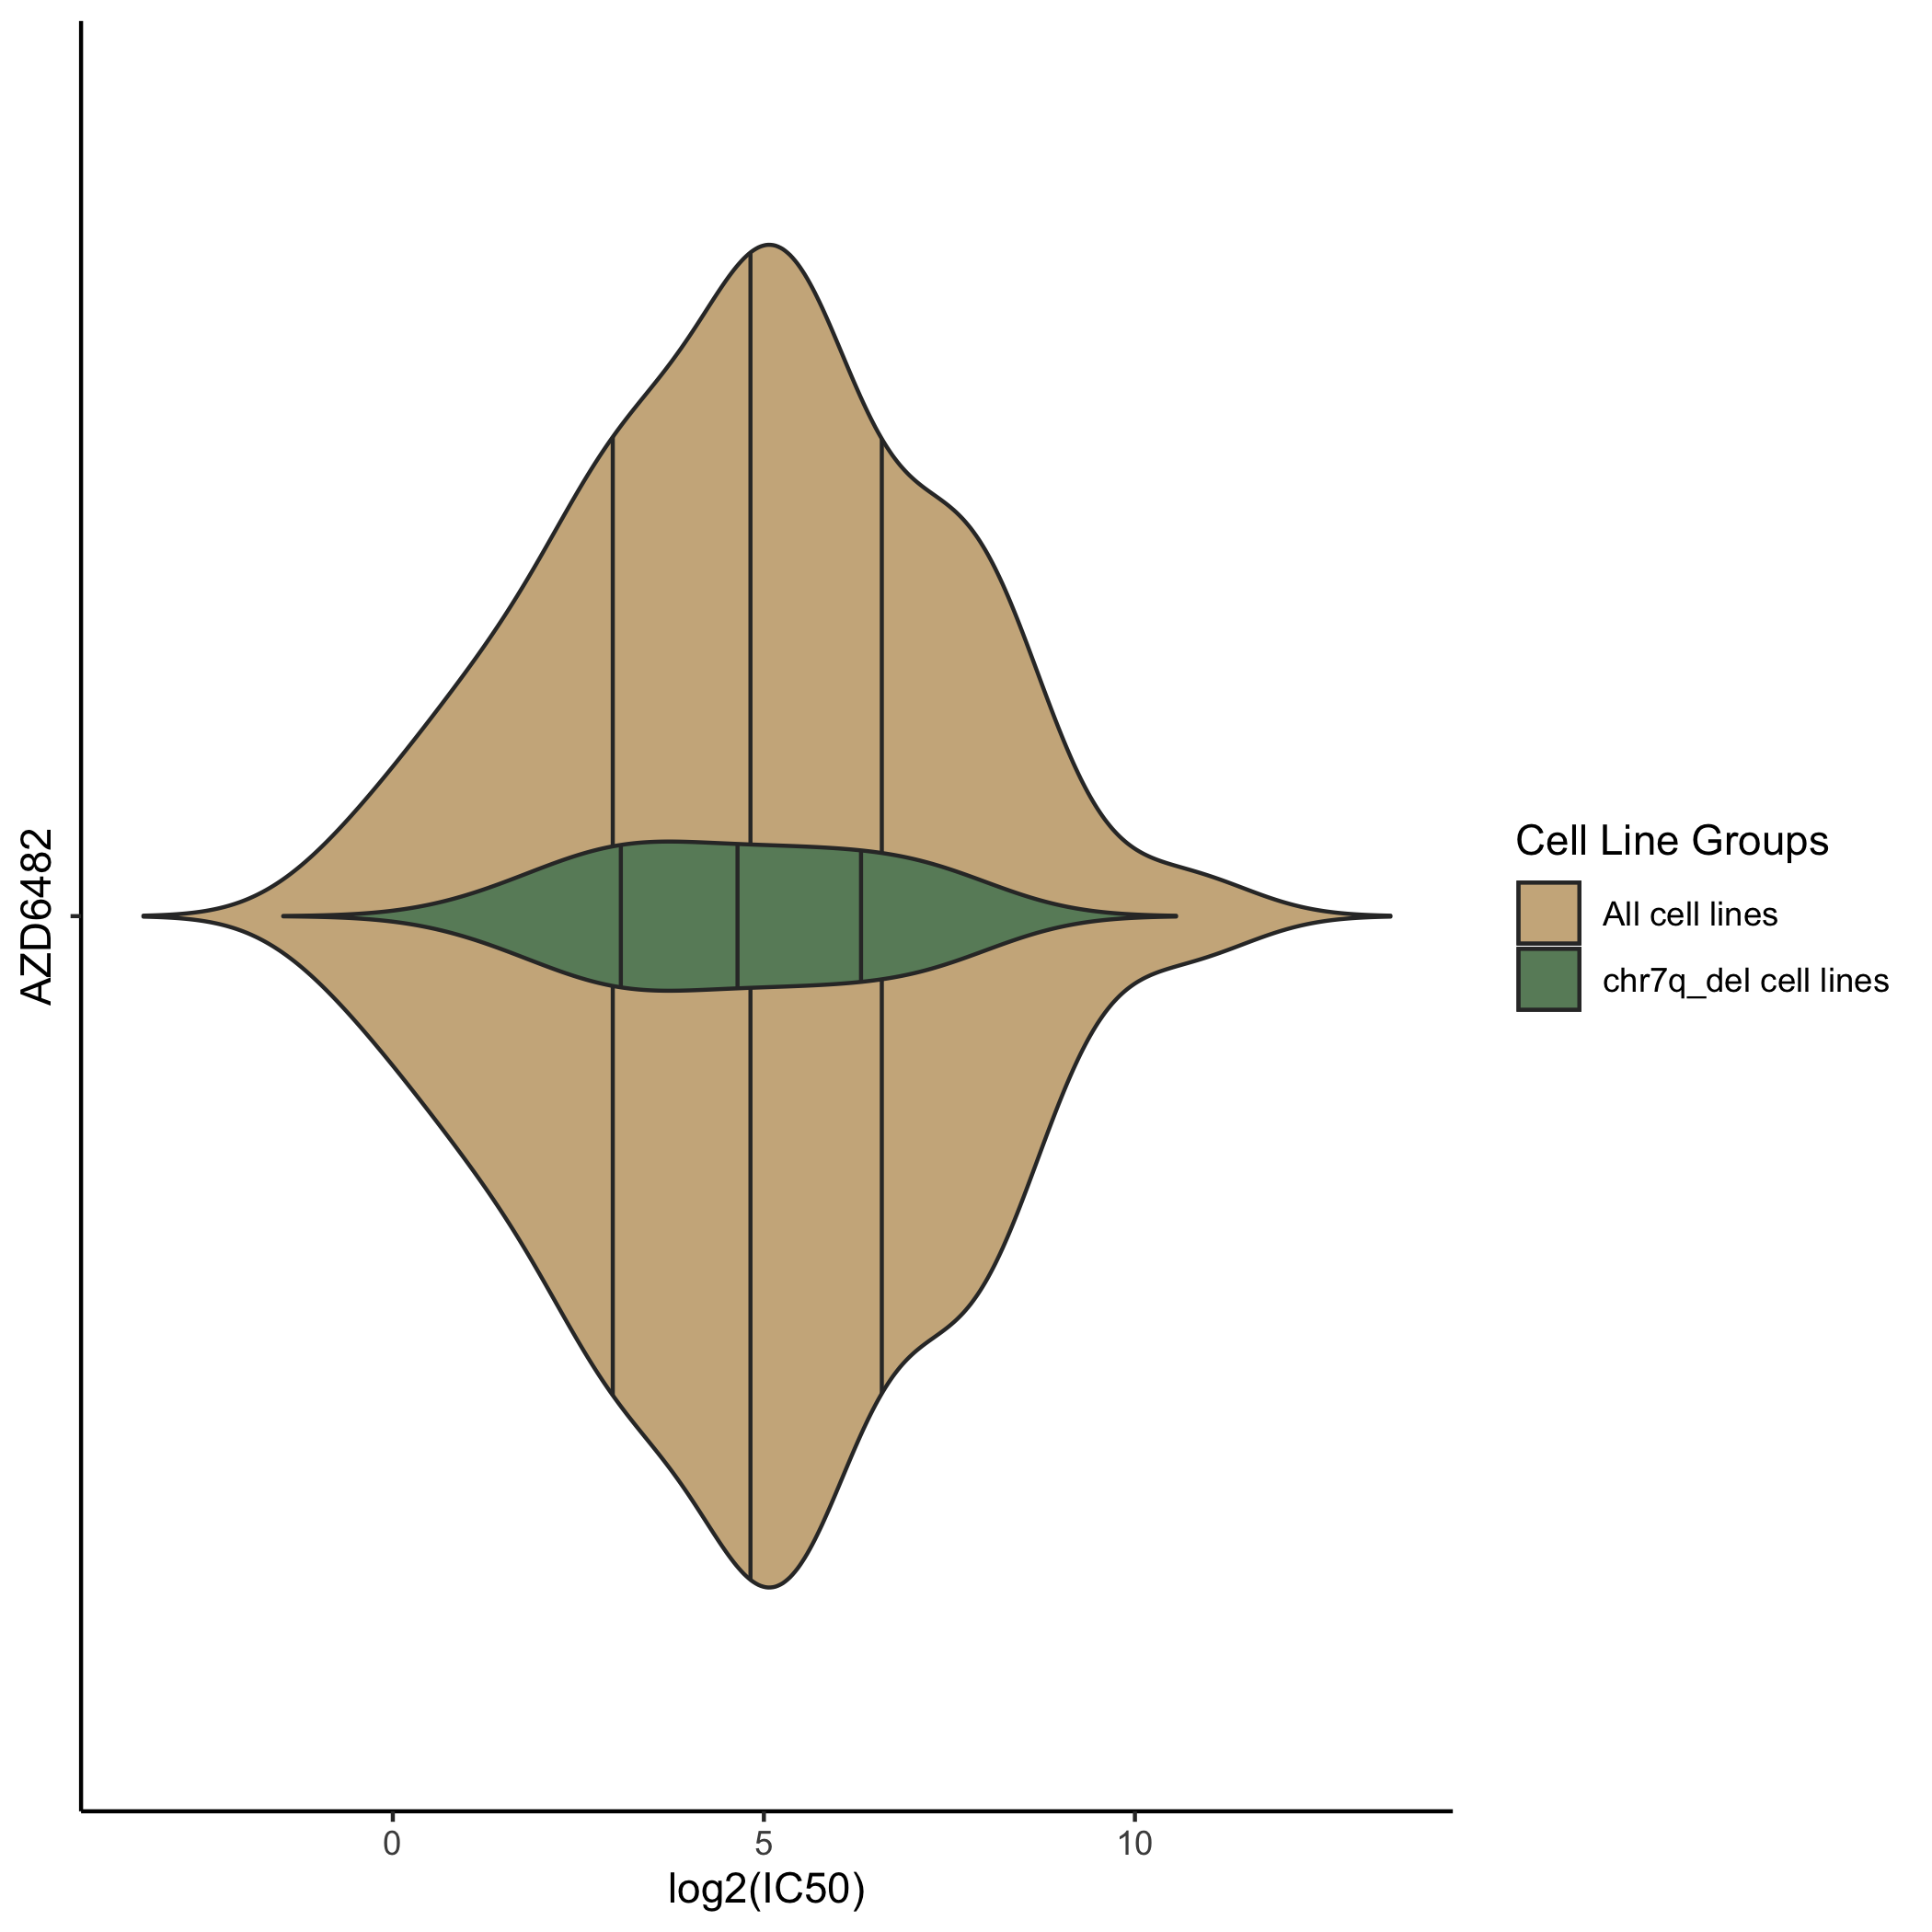 AZD6482
0
5
10
log2(IC50)
Cell Line Groups
All cell lines
chr7q_del cell lines